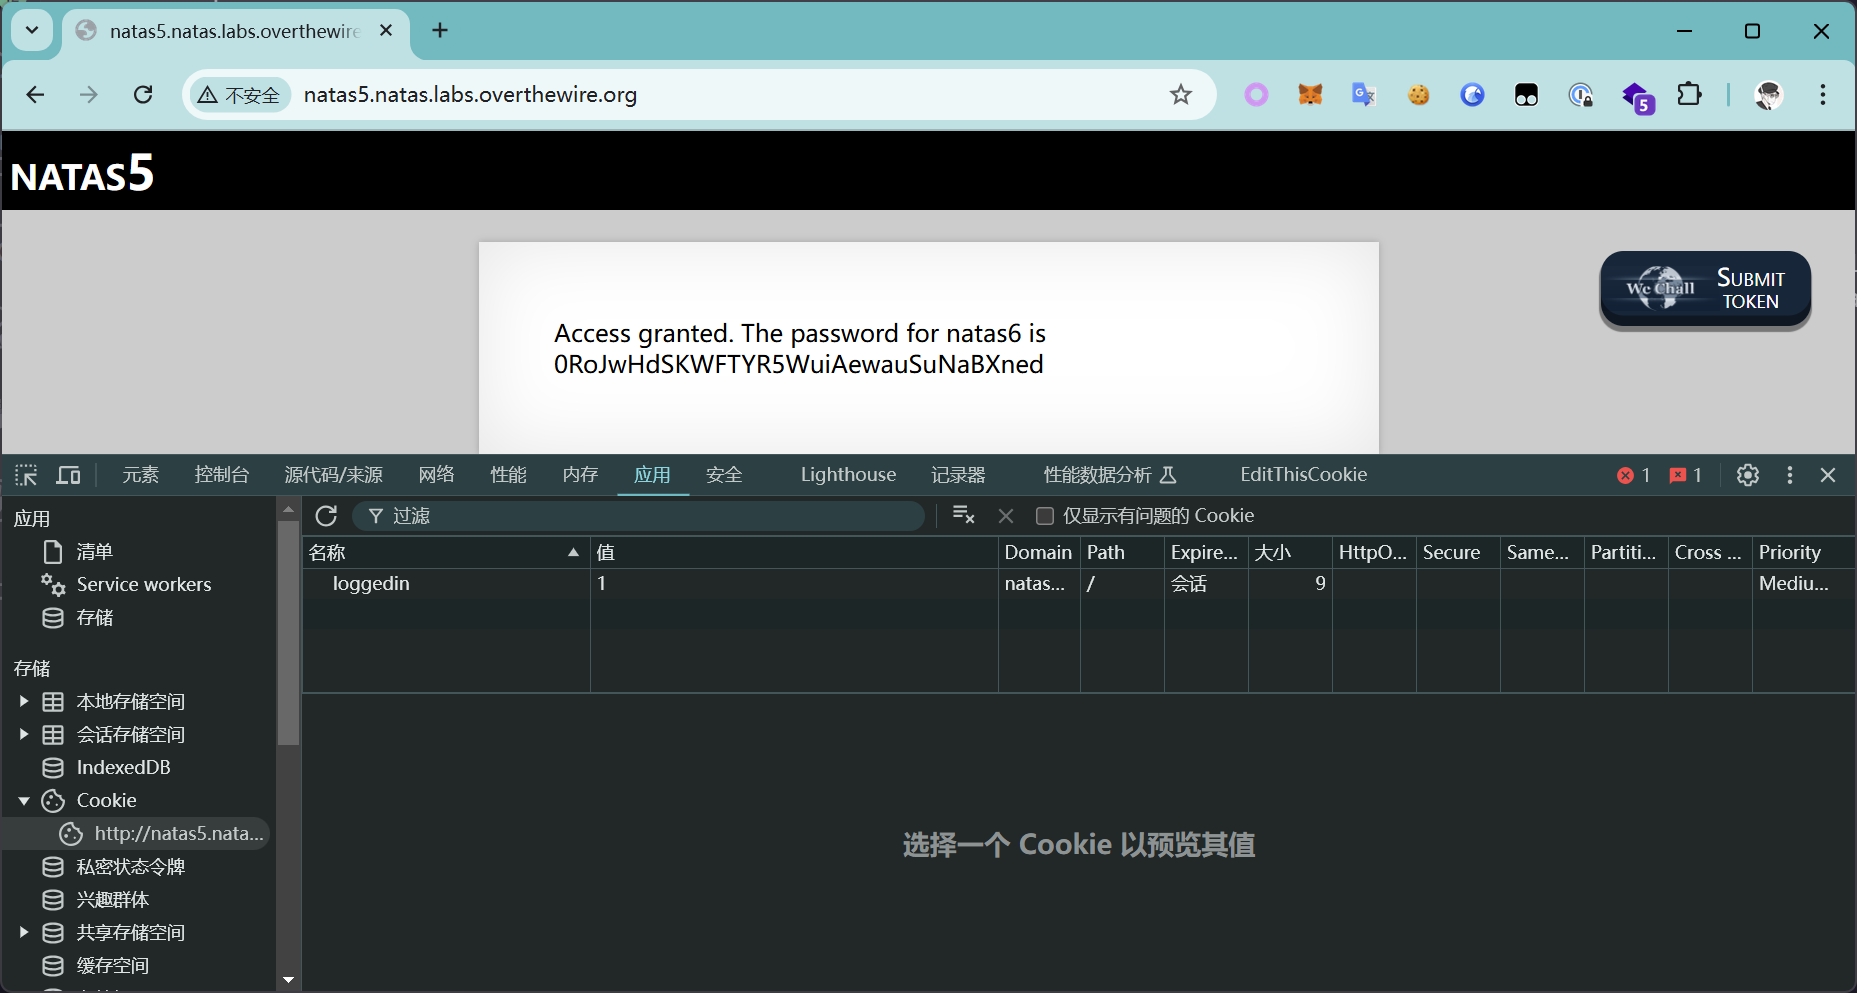 natas5.natas.labs.overthewire
不安全
natas5.natas.labs.overthewire.org
5
NATAS5
Access granted. The password for natas6 is
0RoJwHdSKWFTYR5WuiAewauSuNaBXned
We Chall
SUBMIT
TOKEN
元素 控制台 源代码/来源 网络 性能 内存 应用 安全 Lighthouse 记录器 性能数据分析 EditThisCookie 1 1
应用
清单
Service workers
存储
存储
本地存储空间
会话存储空间
IndexedDB
Cookie
http://natas5.nata...
私密状态令牌
兴趣群体
共享存储空间
缓存空间
过滤 仅显示有问题的 Cookie
名称 值 Domain Path Expire... 大小 HttpO... Secure Same... Partiti... Cross ... Priority
loggedin 1 natas... / 会话 9 Mediu...
选择一个 Cookie 以预览其值